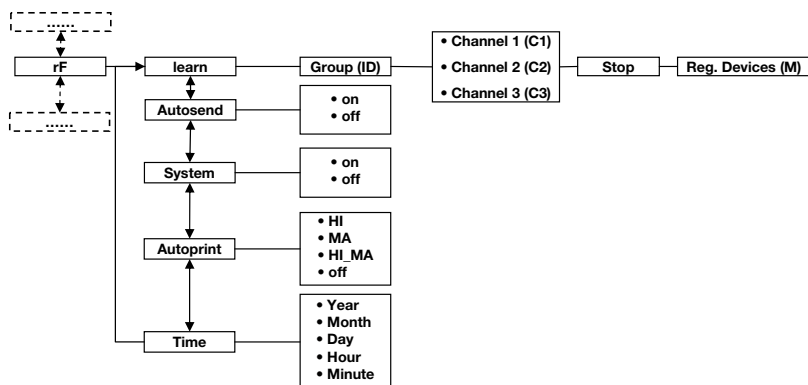 ......
rF
......
learn
Group (ID)
• Channel 1 (C1)
• Channel 2 (C2)
• Channel 3 (C3)
Stop
Reg. Devices (M)
Autosend
• on
• off
System
• on
• off
Autoprint
• HI
• MA
• HI_MA
• off
Time
• Year
• Month
• Day
• Hour
• Minute